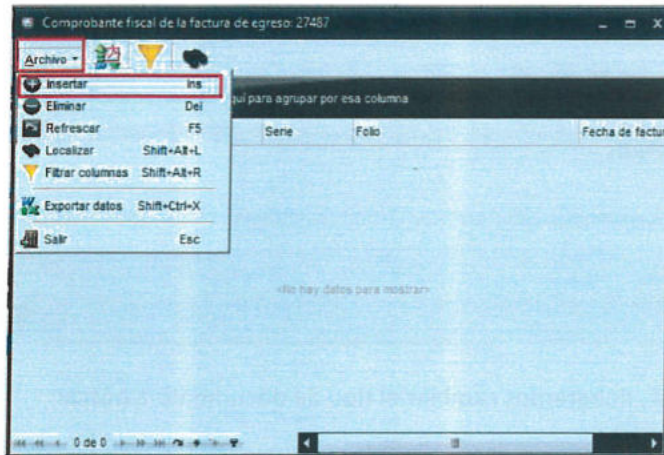 Comprobante fiscal de la factura de egreso: 27487
Archivo
Insertar Ins
quí para agrupar por esa columna
Eliminar Del
Refrescar F5
Serie Folio Fecha de factur
Localizar Shift+Alt+L
Filtrar columnas Shift+Alt+R
Exportar datos Shift+Ctrl+X
Salir Esc
<No hay datos para mostrar>
0 de 0